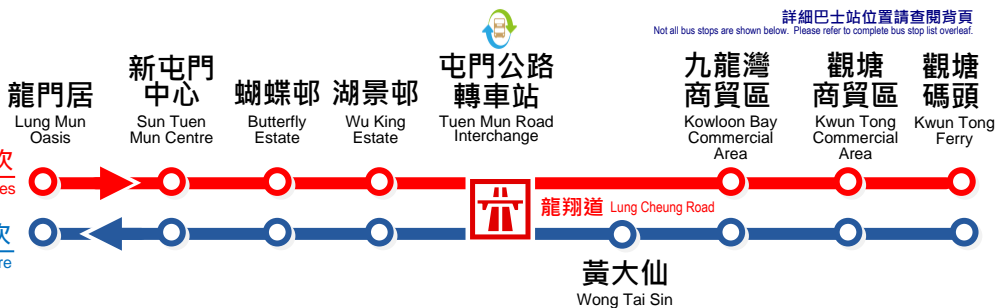 詳細巴士站位置請查閱背頁
Not all bus stops are shown below. Please refer to complete bus stop list overleaf.
龍門居
Lung Mun
Oasis
新屯門
中心
Sun Tuen
Mun Centre
蝴蝶邨
Butterfly
Estate
湖景邨
Wu King
Estate
屯門公路
轉車站
Tuen Mun Road
Interchange
九龍灣
商貿區
Kowloon Bay
Commercial
Area
觀塘
商貿區
Kwun Tong
Commercial
Area
觀塘
碼頭
Kwun Tong
Ferry
次
龍翔道 Lung Cheung Road
次
黃大仙
Wong Tai Sin